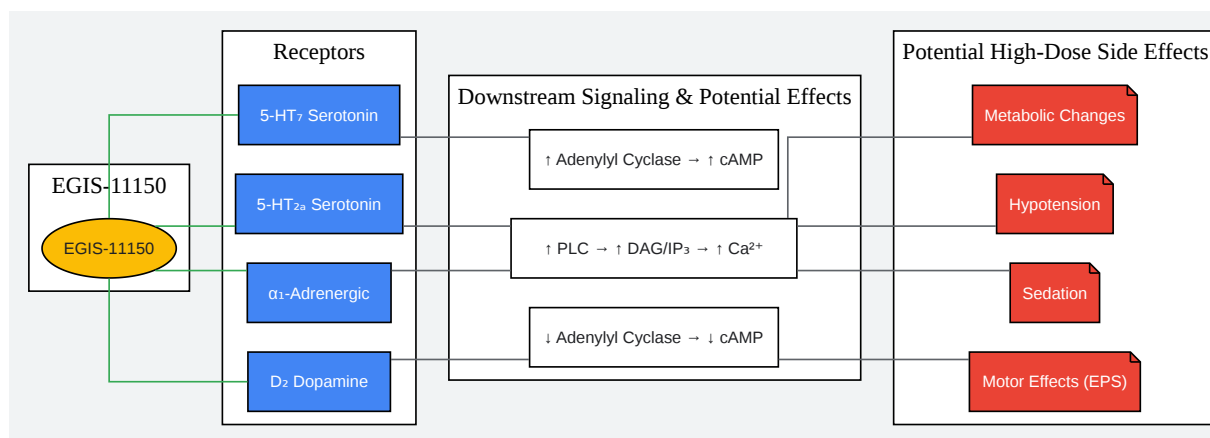 EGIS-11150
EGIS-11150
Receptors
5-HT₇ Serotonin
5-HT₂ₐ Serotonin
α₁-Adrenergic
D₂ Dopamine
Downstream Signaling & Potential Effects
↑ Adenylyl Cyclase → ↑ cAMP
↑ PLC → ↑ DAG/IP₃ → ↑ Ca²⁺
↓ Adenylyl Cyclase → ↓ cAMP
Potential High-Dose Side Effects
Metabolic Changes
Hypotension
Sedation
Motor Effects (EPS)